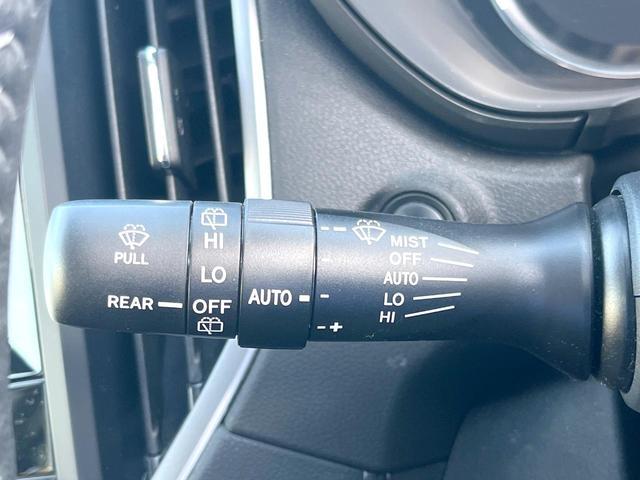 PULL
REAR
HI
LO
OFF
AUTO
--
-
-
-+
MIST
OFF
AUTO
LO
HI